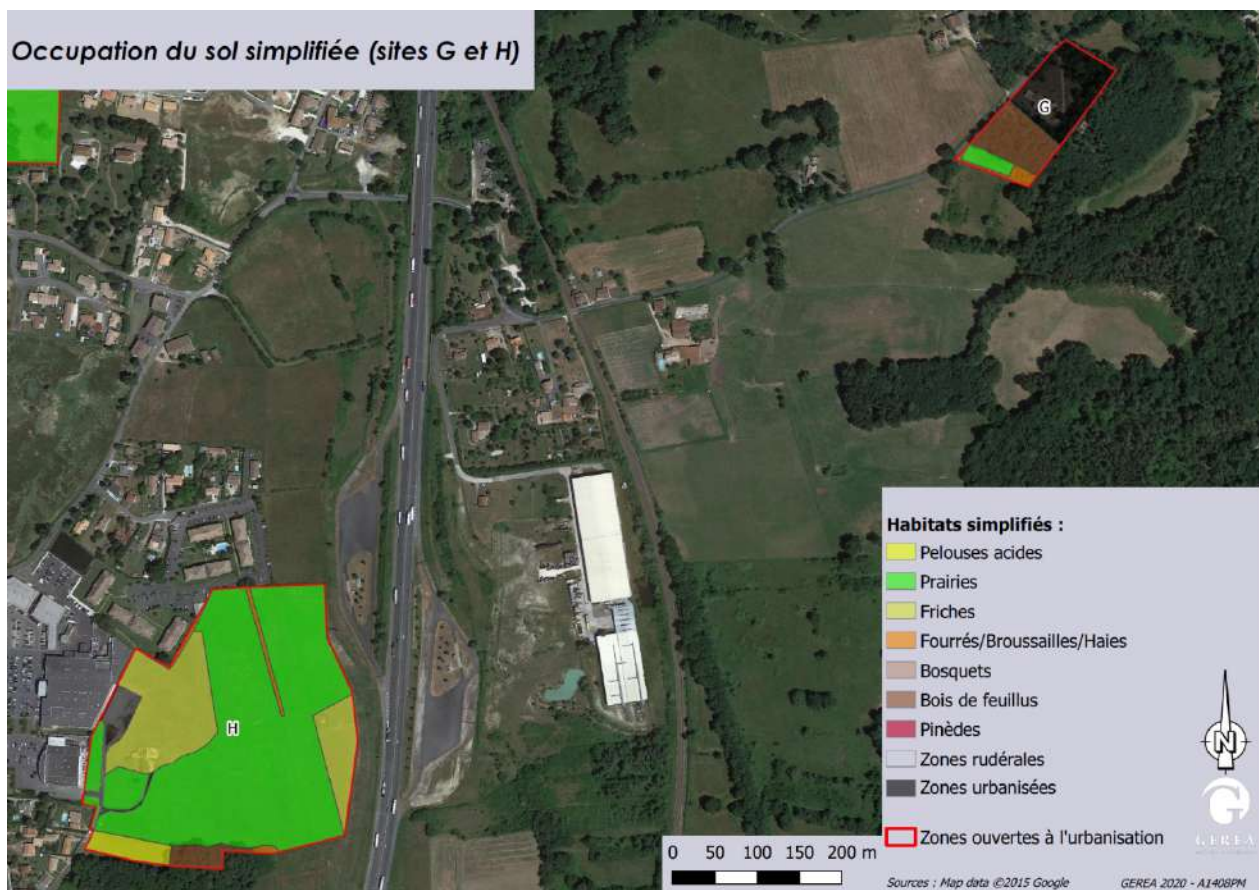 Occupation du sol simplifiée (sites G et H)
G
H
Habitats simplifiés :
Pelouses acides
Prairies
Friches
Fourrés/Broussailles/Haies
Bosquets
Bois de feuillus
Pinèdes
Zones rudérales
Zones urbanisées
Zones ouvertes à l'urbanisation
N
GEREA
0 50 100 150 200 m
Sources : Map data ©2015 Google GEREA 2020 - A1408PM